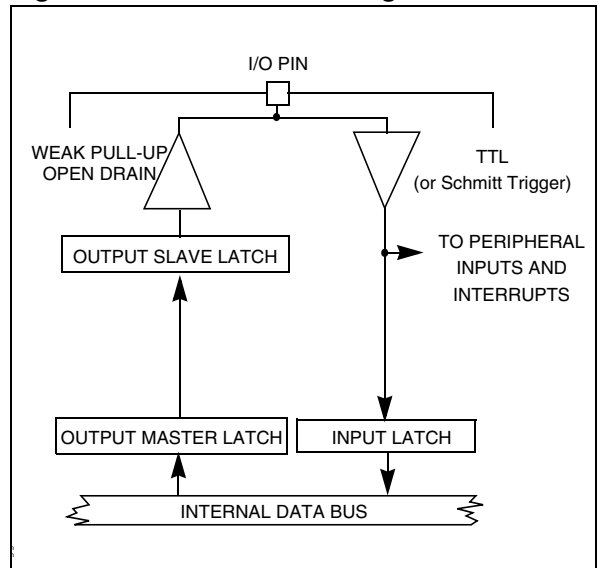 I/O PIN
WEAK PULL-UP
OPEN DRAIN
TTL
(or Schmitt Trigger)
OUTPUT SLAVE LATCH
TO PERIPHERAL
INPUTS AND
INTERRUPTS
OUTPUT MASTER LATCH
INPUT LATCH
INTERNAL DATA BUS